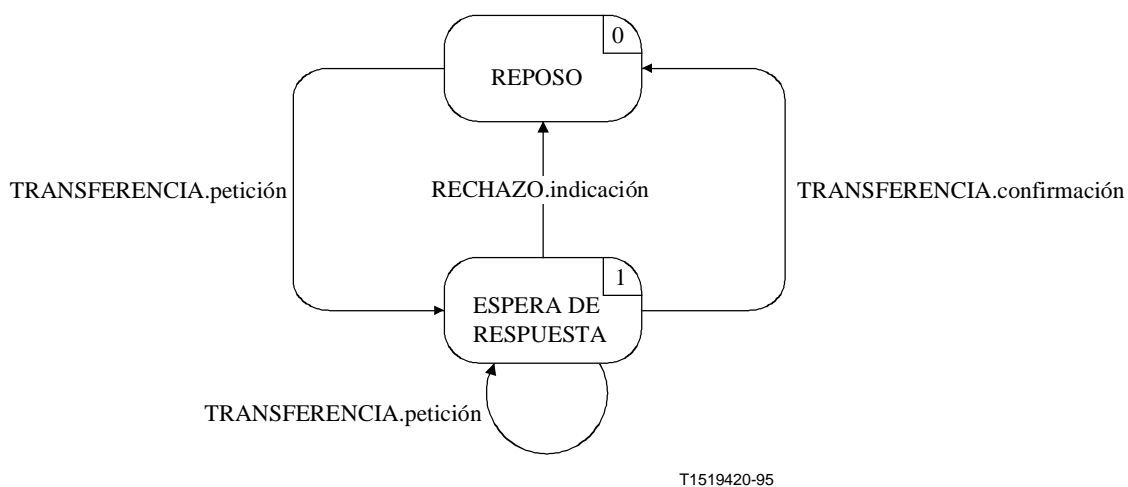 0
REPOSO
TRANSFERENCIA.petición
RECHAZO.indicación
TRANSFERENCIA.confirmación
1
ESPERA DE
RESPUESTA
TRANSFERENCIA.petición
T1519420-95